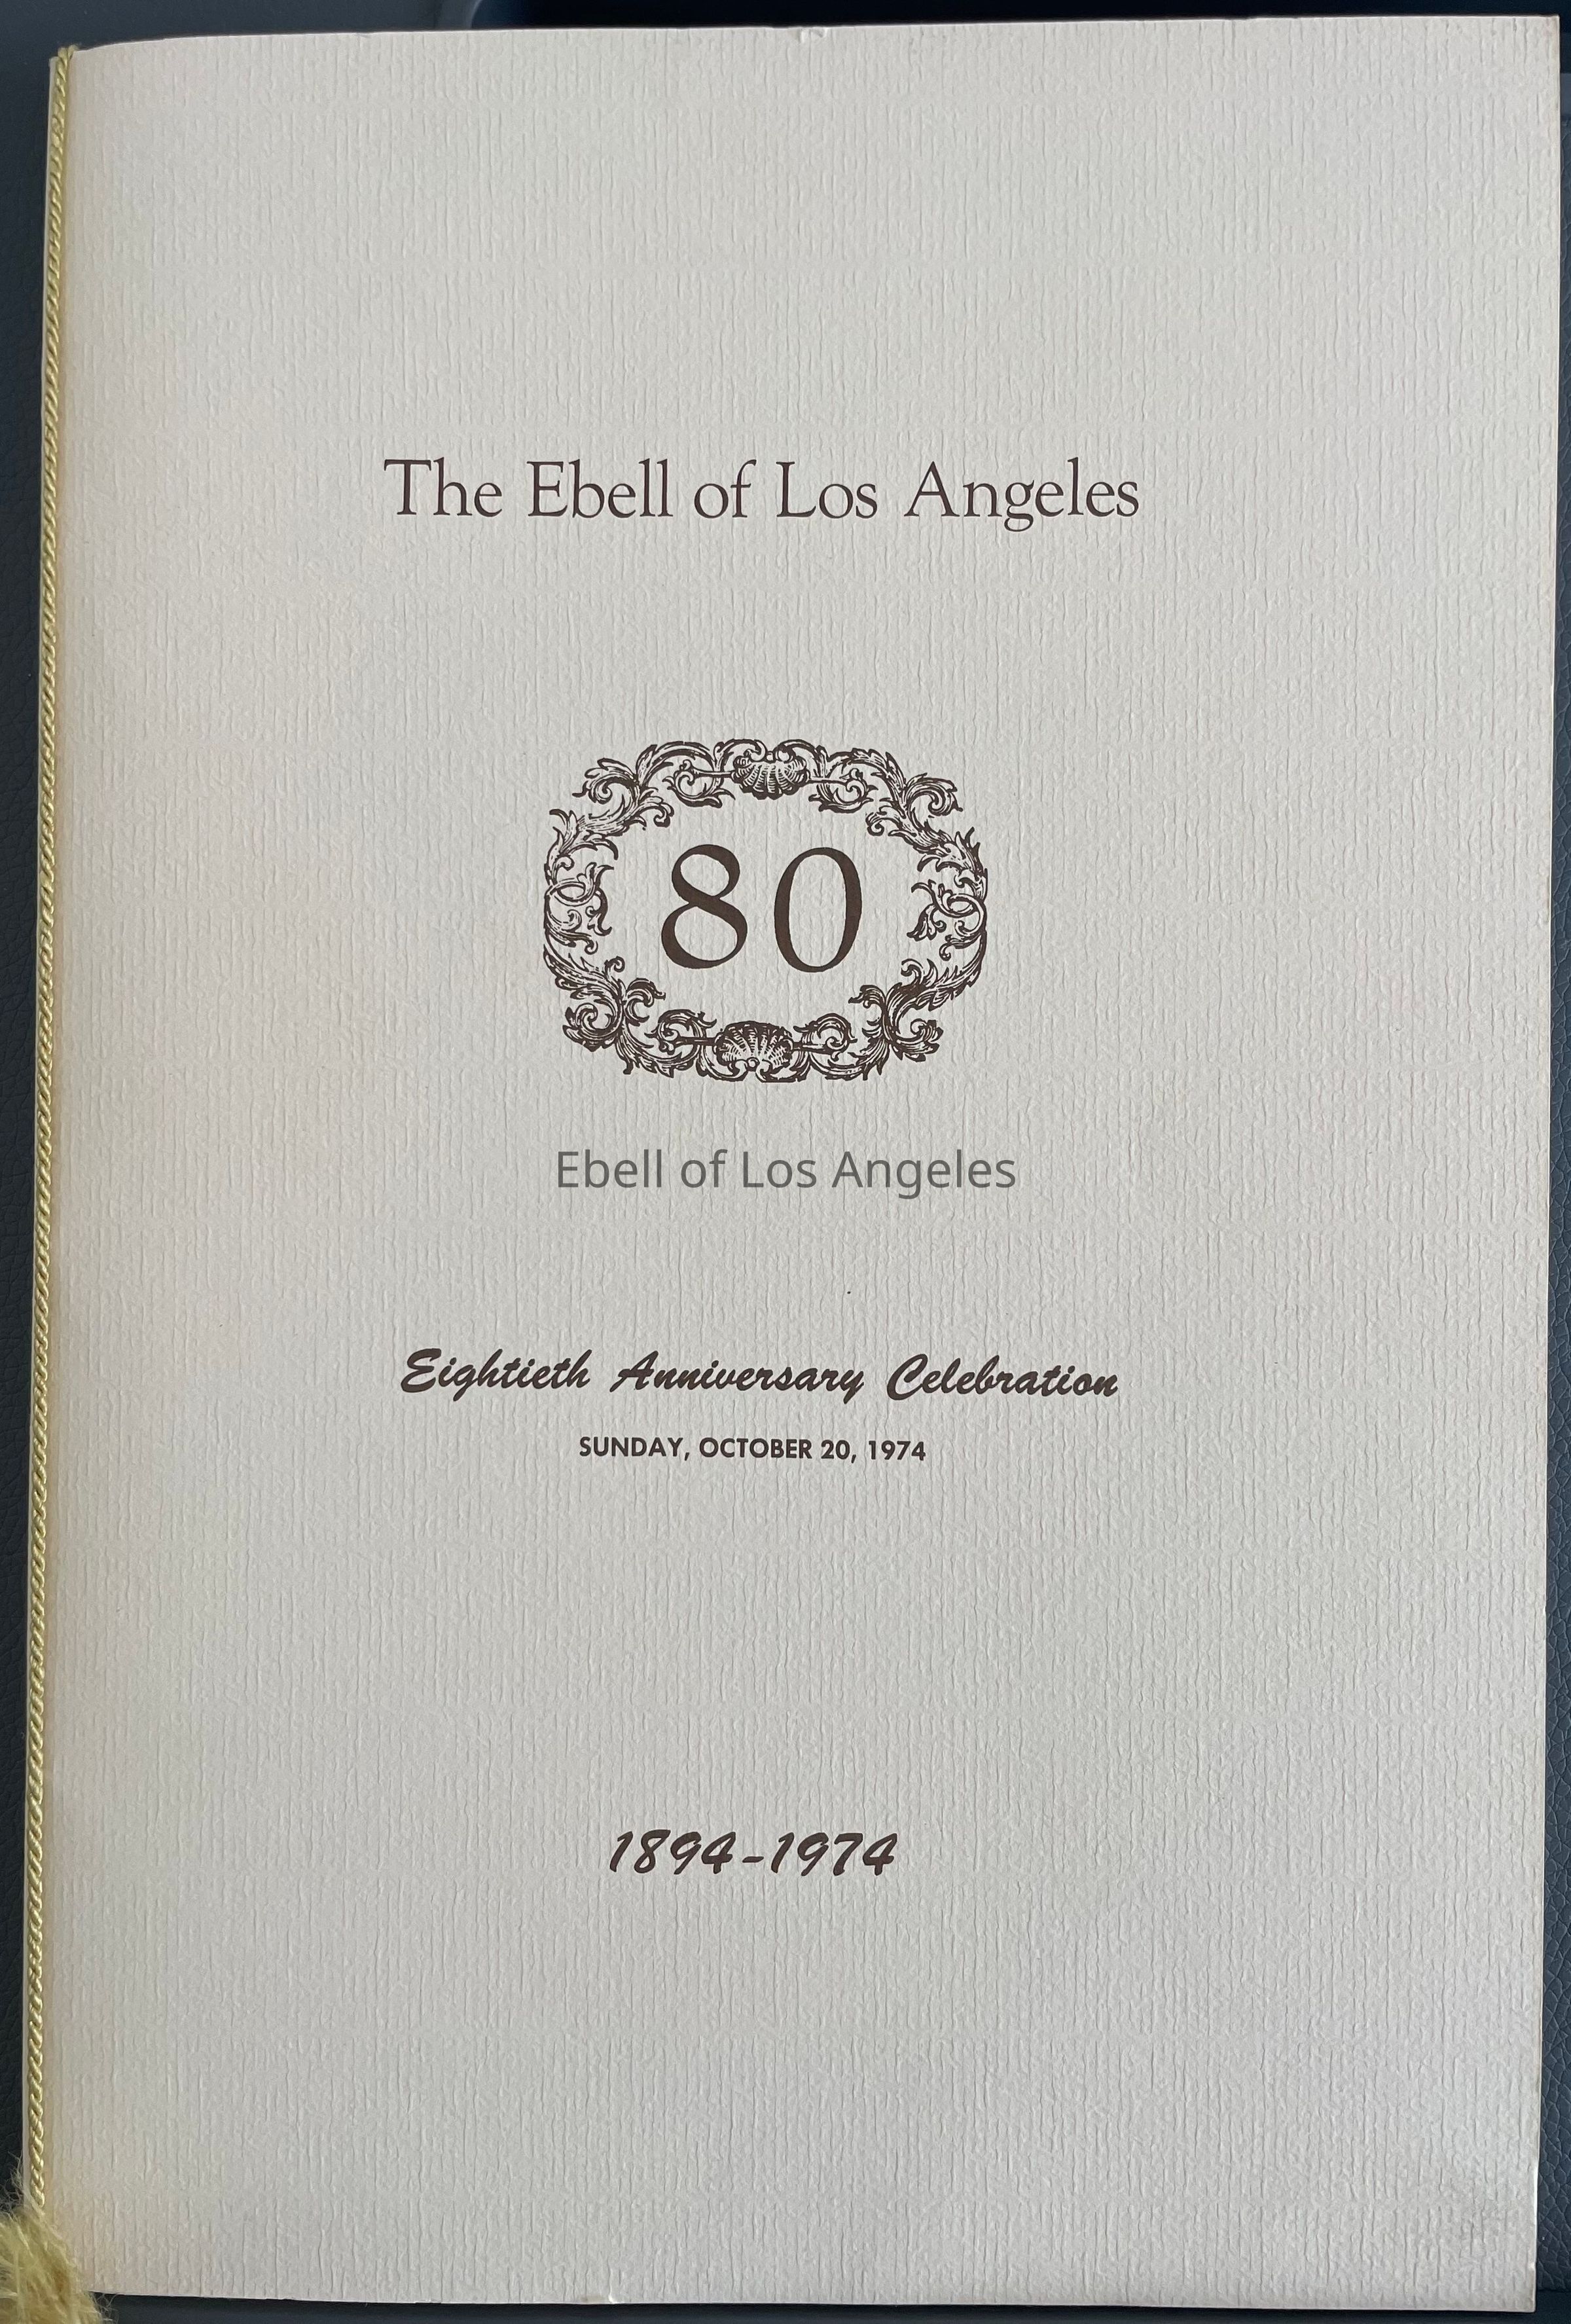 The Ebell of Los Angeles
80
Ebell of Los Angeles
Eightieth Anniversary Celebration
SUNDAY, OCTOBER 20, 1974
1894-1974